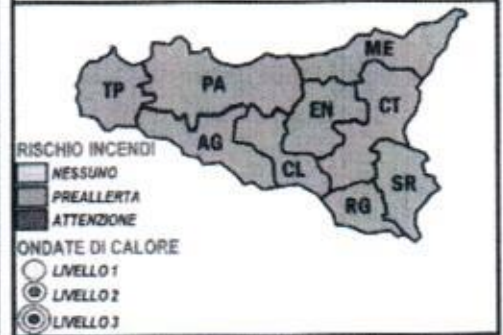 ME
TP
PA
EN
CT
AG
CL
SR
RG
RISCHIO INCENDI
NESSUNO
PREALLERTA
ATTENZIONE
ONDATE DI CALORE
LIVELLO 1
LIVELLO 2
LIVELLO 3